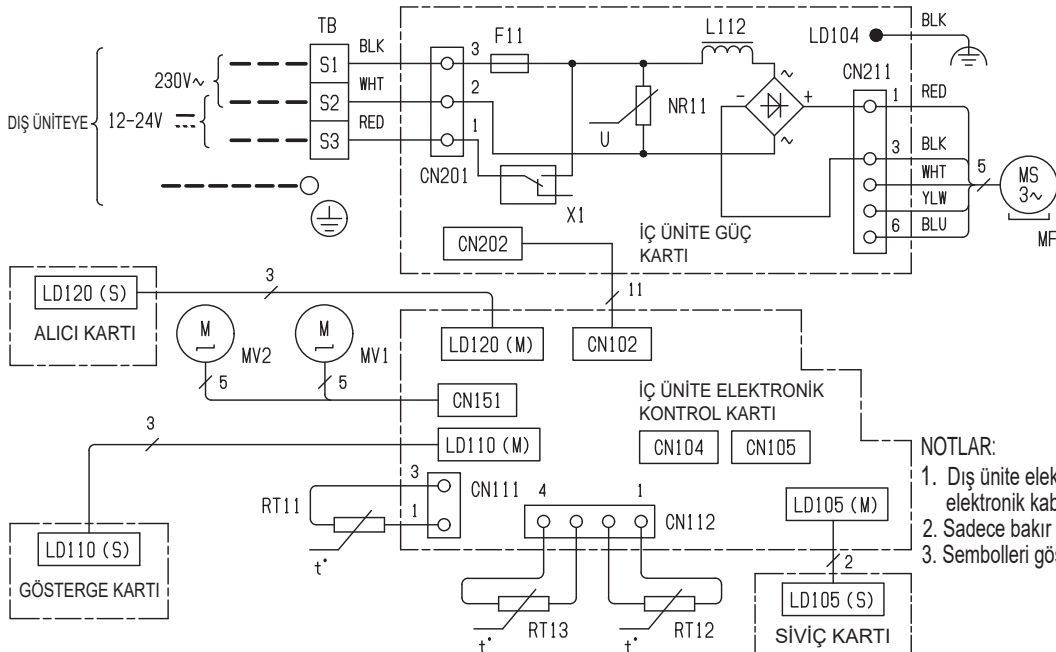 TB
DIŞ ÜNİTEYE
230V~
12-24V
S1
S2
S3
BLK
WHT
RED
3
2
1
CN201
F11
X1
U
NR11
L112
LD104
BLK
CN211
- ~ + ~
1
3
6
RED
BLK
WHT
YLW
BLU
5
MS
3~
MF
İÇ ÜNİTE GÜÇ
KARTI
CN202
11
LD120 (S)
ALICI KARTI
3
M
MV2
5
M
MV1
5
LD120 (M)
CN102
CN151
İÇ ÜNİTE ELEKTRONİK
KONTROL KARTI
CN104
CN105
3
LD110 (M)
LD110 (S)
GÖSTERGE KARTI
RT11
t°
3
1
CN111
4
1
CN112
RT13
t°
RT12
t°
LD105 (M)
2
LD105 (S)
SİVİÇ KARTI
NOTLAR:
1. Dış ünite
elektronik
2. Sadece bakır
3. Sembolleri